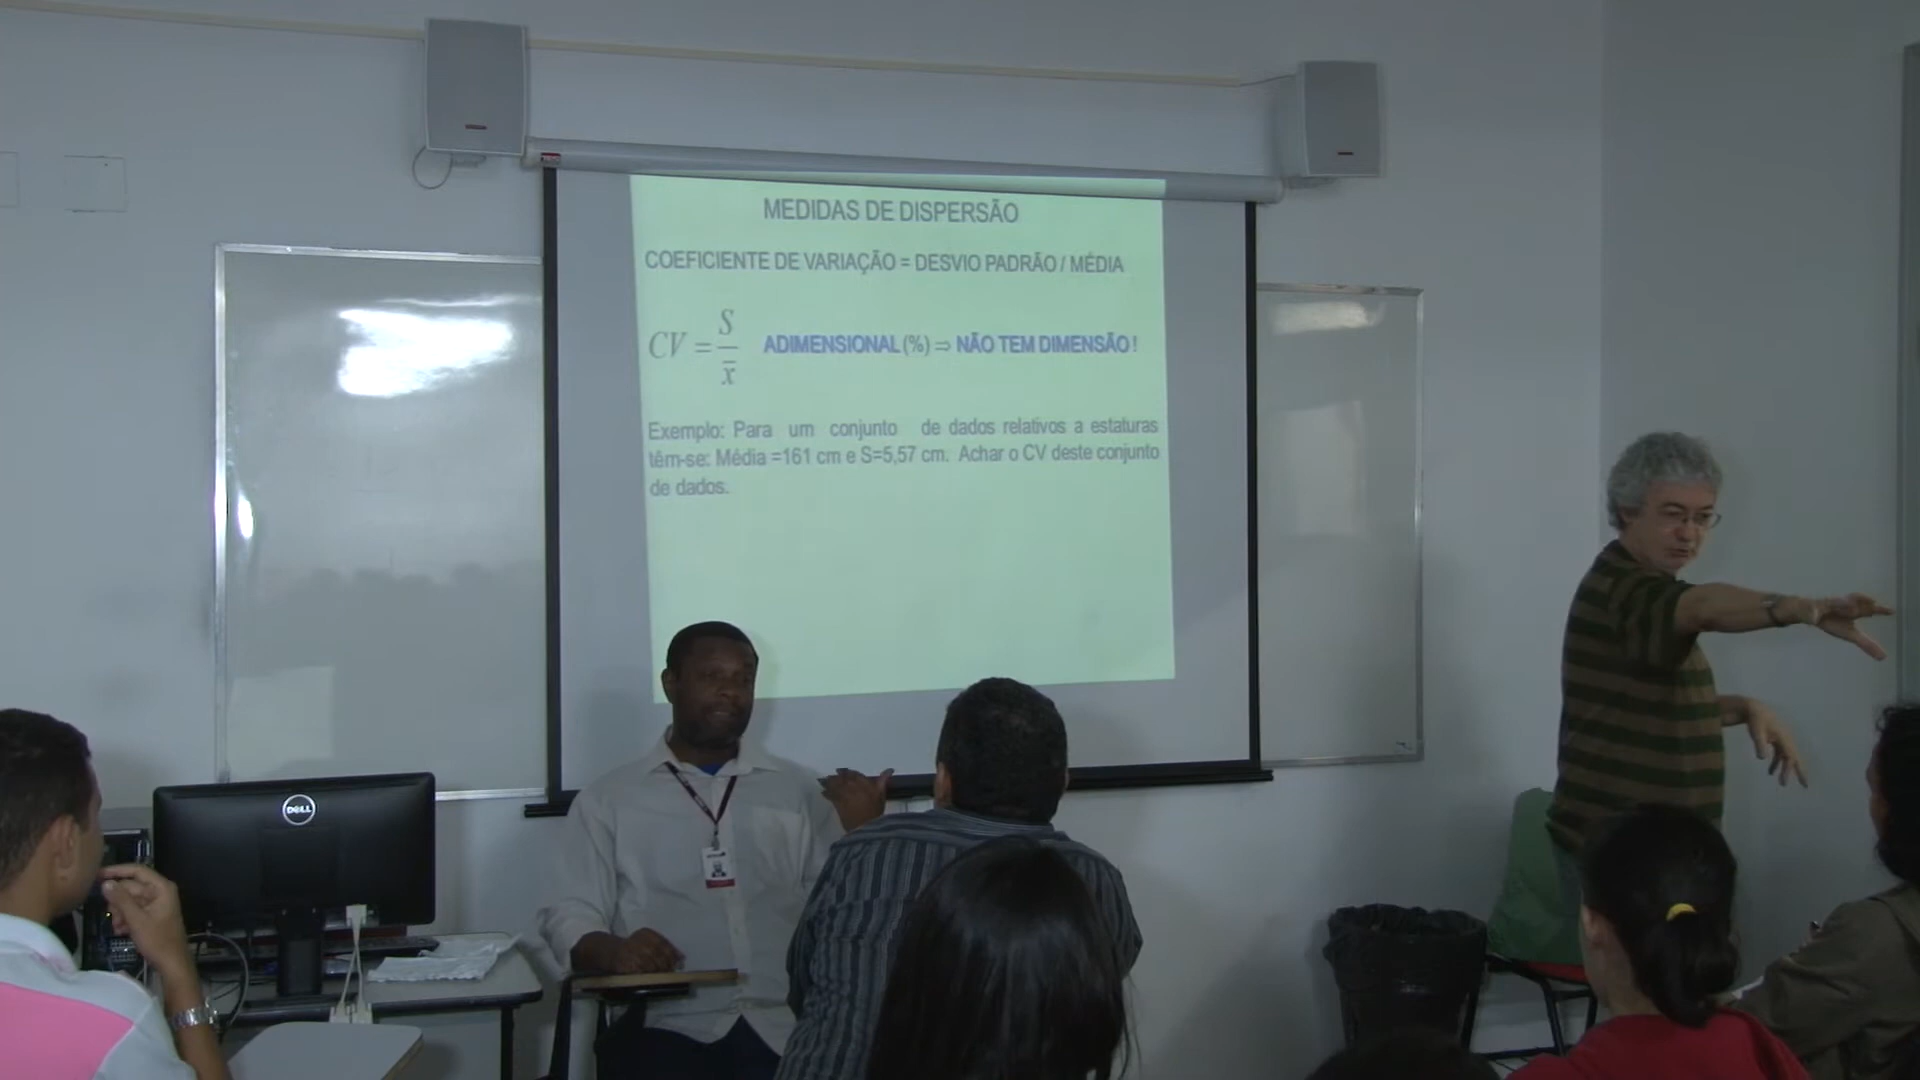 MEDIDAS DE DISPERSÃO
COEFICIENTE DE VARIAÇÃO = DESVIO PADRÃO / MÉDIA
CV = S / x̄ ADIMENSIONAL (%) ⇒ NÃO TEM DIMENSÃO !
Exemplo: Para um conjunto de dados relativos a estaturas
têm-se: Média =161 cm e S=5,57 cm. Achar o CV deste conjunto
de dados.
DELL